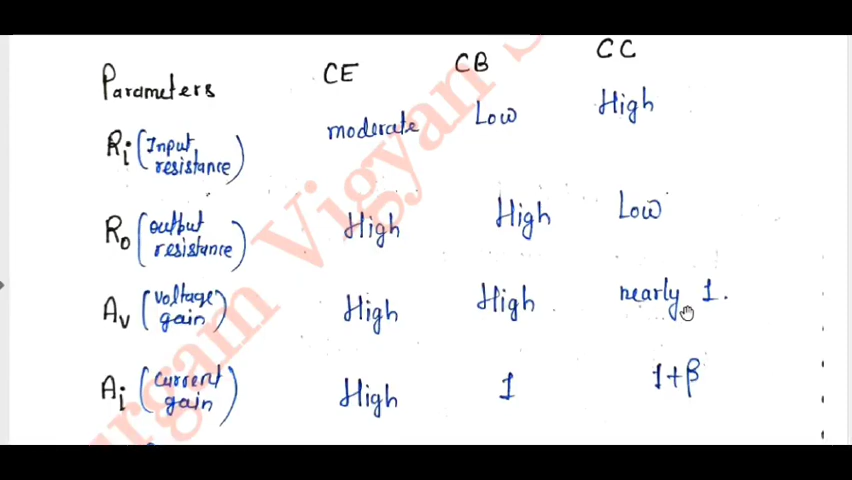 Parameters CE CB CC
Ri (Input resistance) moderate Low High
Ro (output resistance) High High Low
Av (voltage gain) High High nearly 1.
Ai (current gain) High 1 1+β
Vigyan